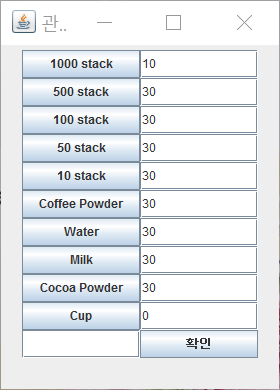 관..
1000 stack 10
500 stack 30
100 stack 30
50 stack 30
10 stack 30
Coffee Powder 30
Water 30
Milk 30
Cocoa Powder 30
Cup 0
확인